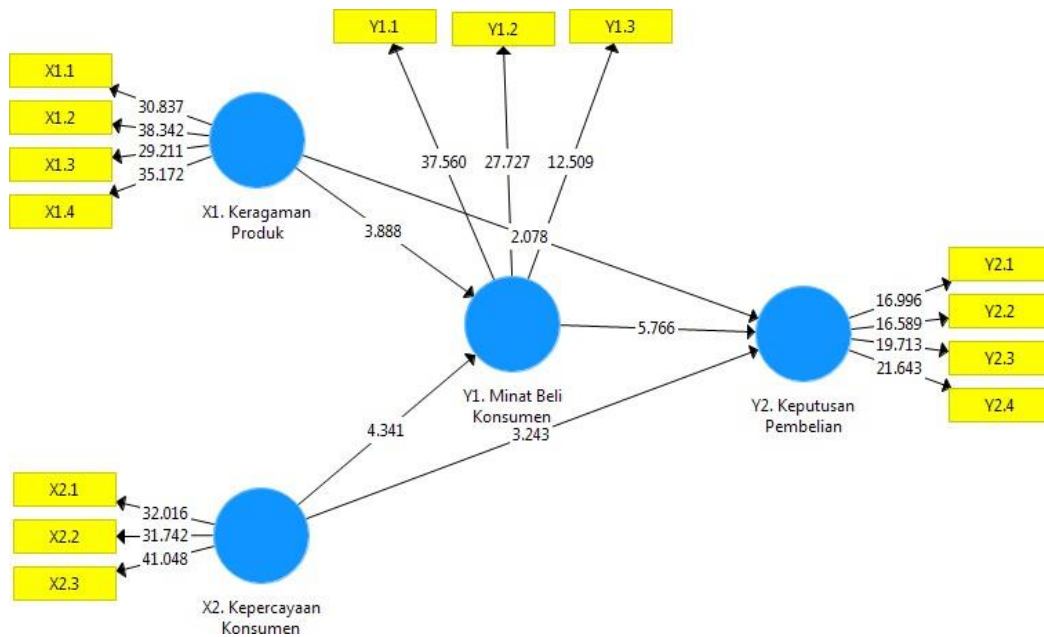 Y1.1
Y1.2
Y1.3
X1.1
X1.2
X1.3
X1.4
30.837
38.342
29.211
35.172
X1. Keragaman
Produk
37.560
27.727
12.509
3.888
2.078
Y1. Minat Beli
Konsumen
5.766
Y2.1
Y2.2
Y2.3
Y2.4
16.996
16.589
19.713
21.643
Y2. Keputusan
Pembelian
4.341
3.243
X2.1
X2.2
X2.3
32.016
31.742
41.048
X2. Kepercayaan
Konsumen